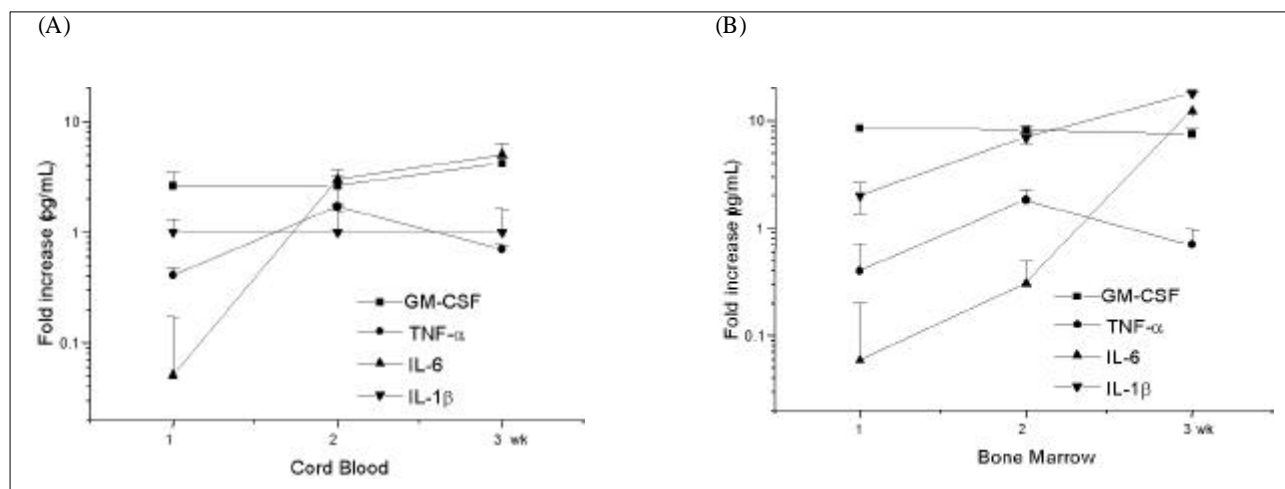 (A)
Fold increase (pg/mL)
10
1
0.1
GM-CSF
TNF-α
IL-6
IL-1β
1
2
3 wk
Cord Blood
(B)
Fold increase (pg/mL)
10
1
0.1
GM-CSF
TNF-α
IL-6
IL-1β
1
2
3 wk
Bone Marrow